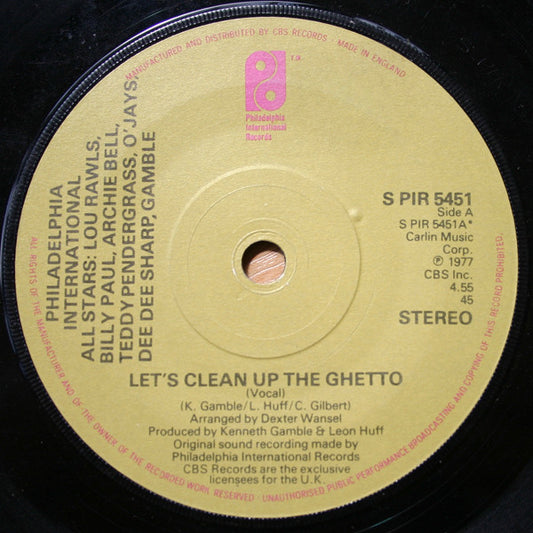 MANUFACTURED AND DISTRIBUTED BY CBS RECORDS - MADE IN ENGLAND
T.M.
Philadelphia
International
Records
PHILADELPHIA
INTERNATIONAL
ALL STARS: LOU RAWLS,
BILLY PAUL, ARCHIE BELL,
TEDDY PENDERGRASS, O'JAYS,
DEE DEE SHARP, GAMBLE
S PIR 5451
Side A
S PIR 5451A*
Carlin Music
Corp.
℗ 1977
CBS Inc.
4.55
45
STEREO
LET'S CLEAN UP THE GHETTO
(Vocal)
(K. Gamble/L. Huff/C. Gilbert)
Arranged by Dexter Wansel
Produced by Kenneth Gamble & Leon Huff
Original sound recording made by
Philadelphia International Records
CBS Records are the exclusive
licensees for the U.K.
ALL RIGHTS OF THE MANUFACTURER AND OF THE OWNER OF THE RECORDED WORK RESERVED UNAUTHORISED PUBLIC PERFORMANCE BROADCASTING AND COPYING OF THIS RECORD PROHIBITED.